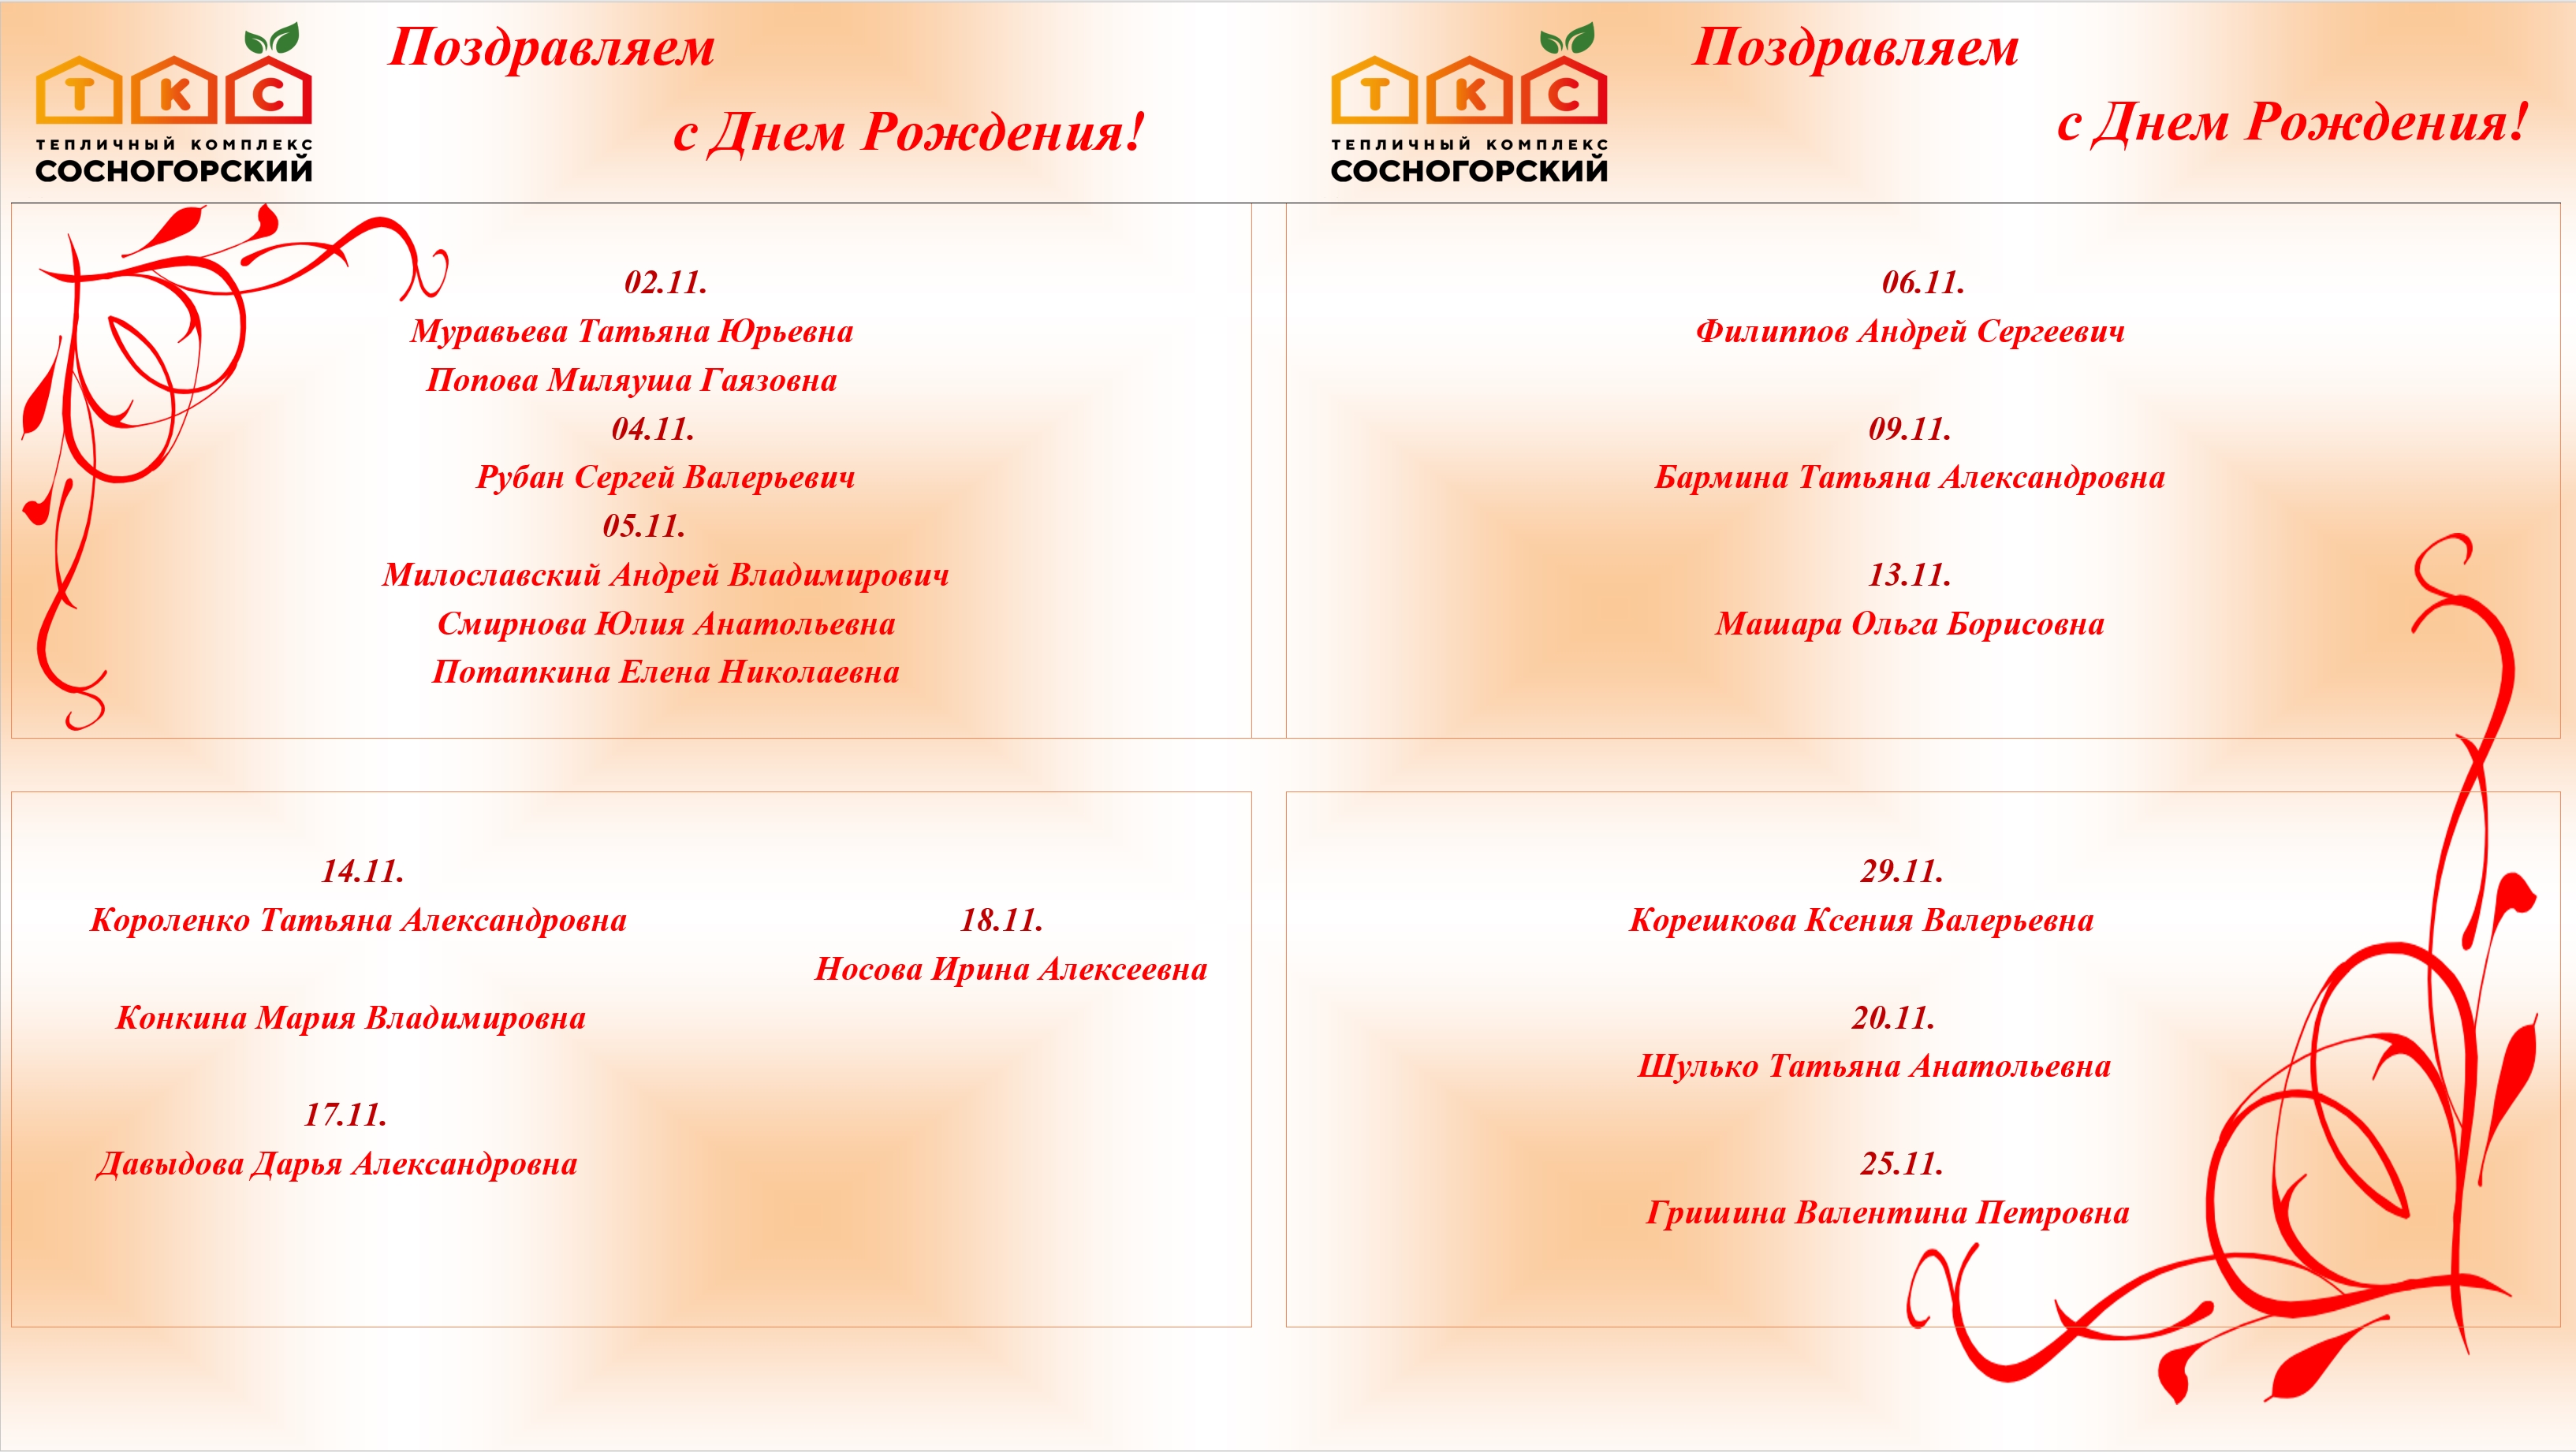 Т К С
ТЕПЛИЧНЫЙ КОМПЛЕКС
СОСНОГОРСКИЙ
Поздравляем
с Днем Рождения!
Т К С
ТЕПЛИЧНЫЙ КОМПЛЕКС
СОСНОГОРСКИЙ
Поздравляем
с Днем Рождения!
02.11.
Муравьева Татьяна Юрьевна
Попова Миляуша Гаязовна
04.11.
Рубан Сергей Валерьевич
05.11.
Милославский Андрей Владимирович
Смирнова Юлия Анатольевна
Потапкина Елена Николаевна
06.11.
Филиппов Андрей Сергеевич
09.11.
Бармина Татьяна Александровна
13.11.
Машара Ольга Борисовна
14.11.
Короленко Татьяна Александровна
Конкина Мария Владимировна
17.11.
Давыдова Дарья Александровна
18.11.
Носова Ирина Алексеевна
29.11.
Корешкова Ксения Валерьевна
20.11.
Шулько Татьяна Анатольевна
25.11.
Гришина Валентина Петровна